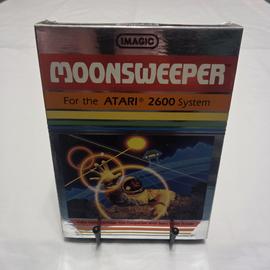 IMAGIC
MOONSWEEPER
For the ATARI® 2600 System